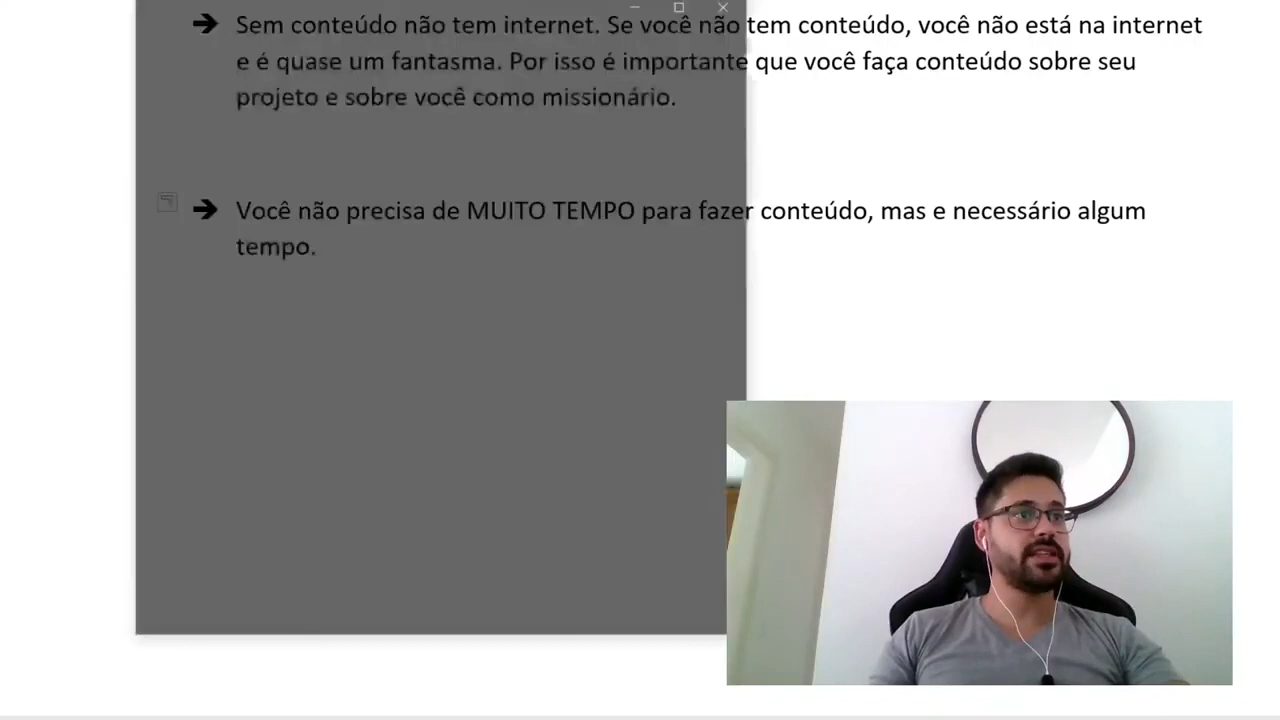 ➔ Sem conteúdo não tem internet. Se você não tem conteúdo, você não está na internet
e é quase um fantasma. Por isso é importante que você faça conteúdo sobre seu
projeto e sobre você como missionário.
➔ Você não precisa de MUITO TEMPO para fazer conteúdo, mas e necessário algum
tempo.